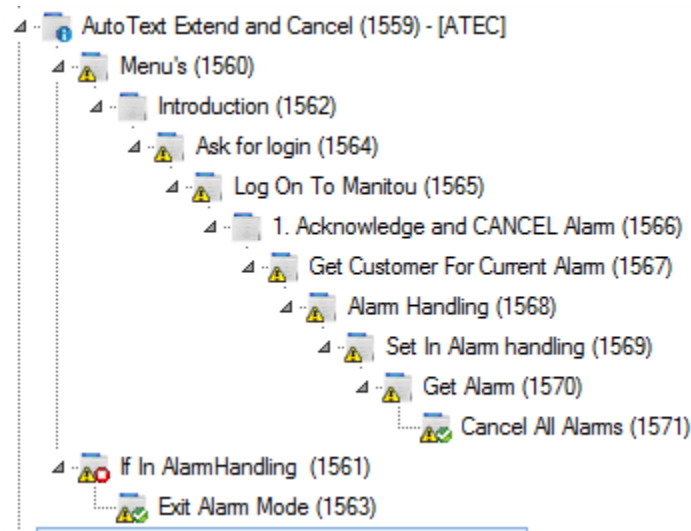 AutoText Extend and Cancel (1559) - [ATEC]
Menu's (1560)
Introduction (1562)
Ask for login (1564)
Log On To Manitou (1565)
1. Acknowledge and CANCEL Alarm (1566)
Get Customer For Current Alarm (1567)
Alarm Handling (1568)
Set In Alarm handling (1569)
Get Alarm (1570)
Cancel All Alarms (1571)
If In AlarmHandling (1561)
Exit Alarm Mode (1563)